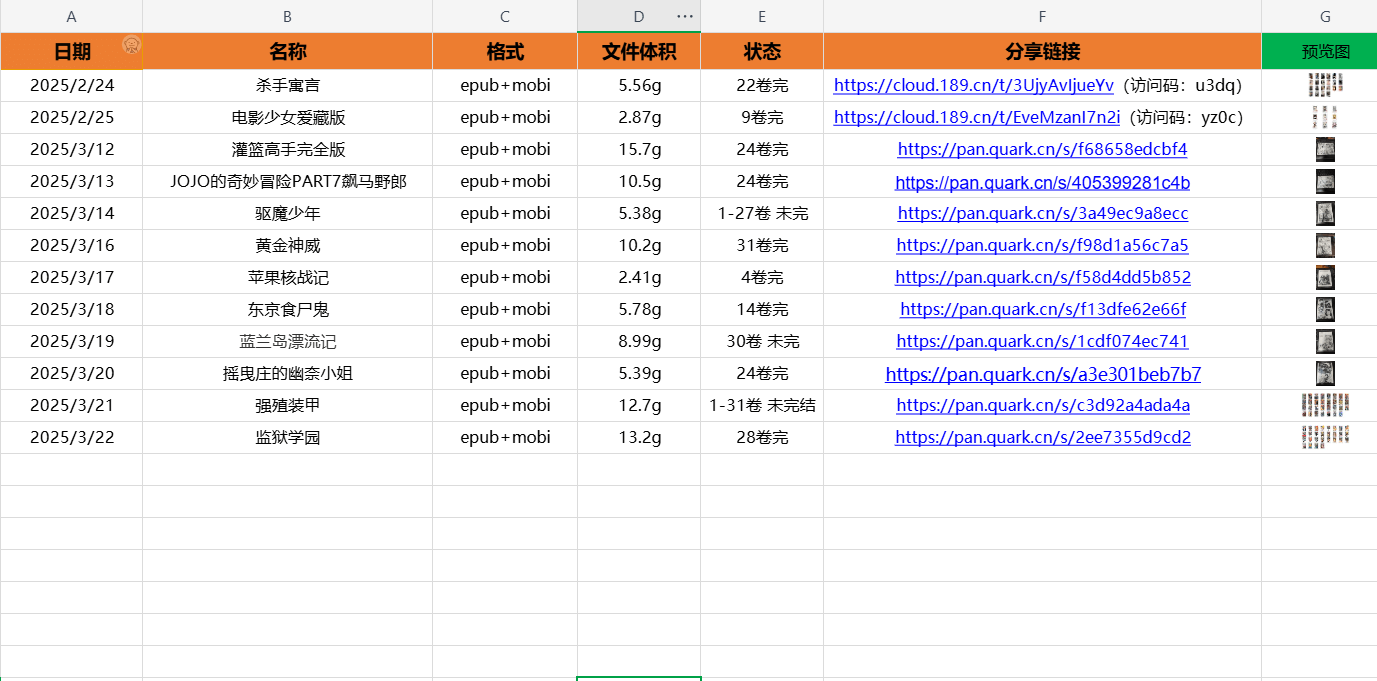 A B C D ··· E F G
日期 名称 格式 文件体积 状态 分享链接 预览图
2025/2/24 杀手寓言 epub+mobi 5.56g 22卷完 https://cloud.189.cn/t/3UjyAvIjueYv（访问码：u3dq）
2025/2/25 电影少女爱藏版 epub+mobi 2.87g 9卷完 https://cloud.189.cn/t/EveMzanI7n2i（访问码：yz0c）
2025/3/12 灌篮高手完全版 epub+mobi 15.7g 24卷完 https://pan.quark.cn/s/f68658edcbf4
2025/3/13 JOJO的奇妙冒险PART7飙马野郎 epub+mobi 10.5g 24卷完 https://pan.quark.cn/s/405399281c4b
2025/3/14 驱魔少年 epub+mobi 5.38g 1-27卷 未完 https://pan.quark.cn/s/3a49ec9a8ecc
2025/3/16 黄金神威 epub+mobi 10.2g 31卷完 https://pan.quark.cn/s/f98d1a56c7a5
2025/3/17 苹果核战记 epub+mobi 2.41g 4卷完 https://pan.quark.cn/s/f58d4dd5b852
2025/3/18 东京食尸鬼 epub+mobi 5.78g 14卷完 https://pan.quark.cn/s/f13dfe62e66f
2025/3/19 蓝兰岛漂流记 epub+mobi 8.99g 30卷 未完 https://pan.quark.cn/s/1cdf074ec741
2025/3/20 摇曳庄的幽奈小姐 epub+mobi 5.39g 24卷完 https://pan.quark.cn/s/a3e301beb7b7
2025/3/21 强殖装甲 epub+mobi 12.7g 1-31卷 未完结 https://pan.quark.cn/s/c3d92a4ada4a
2025/3/22 监狱学园 epub+mobi 13.2g 28卷完 https://pan.quark.cn/s/2ee7355d9cd2